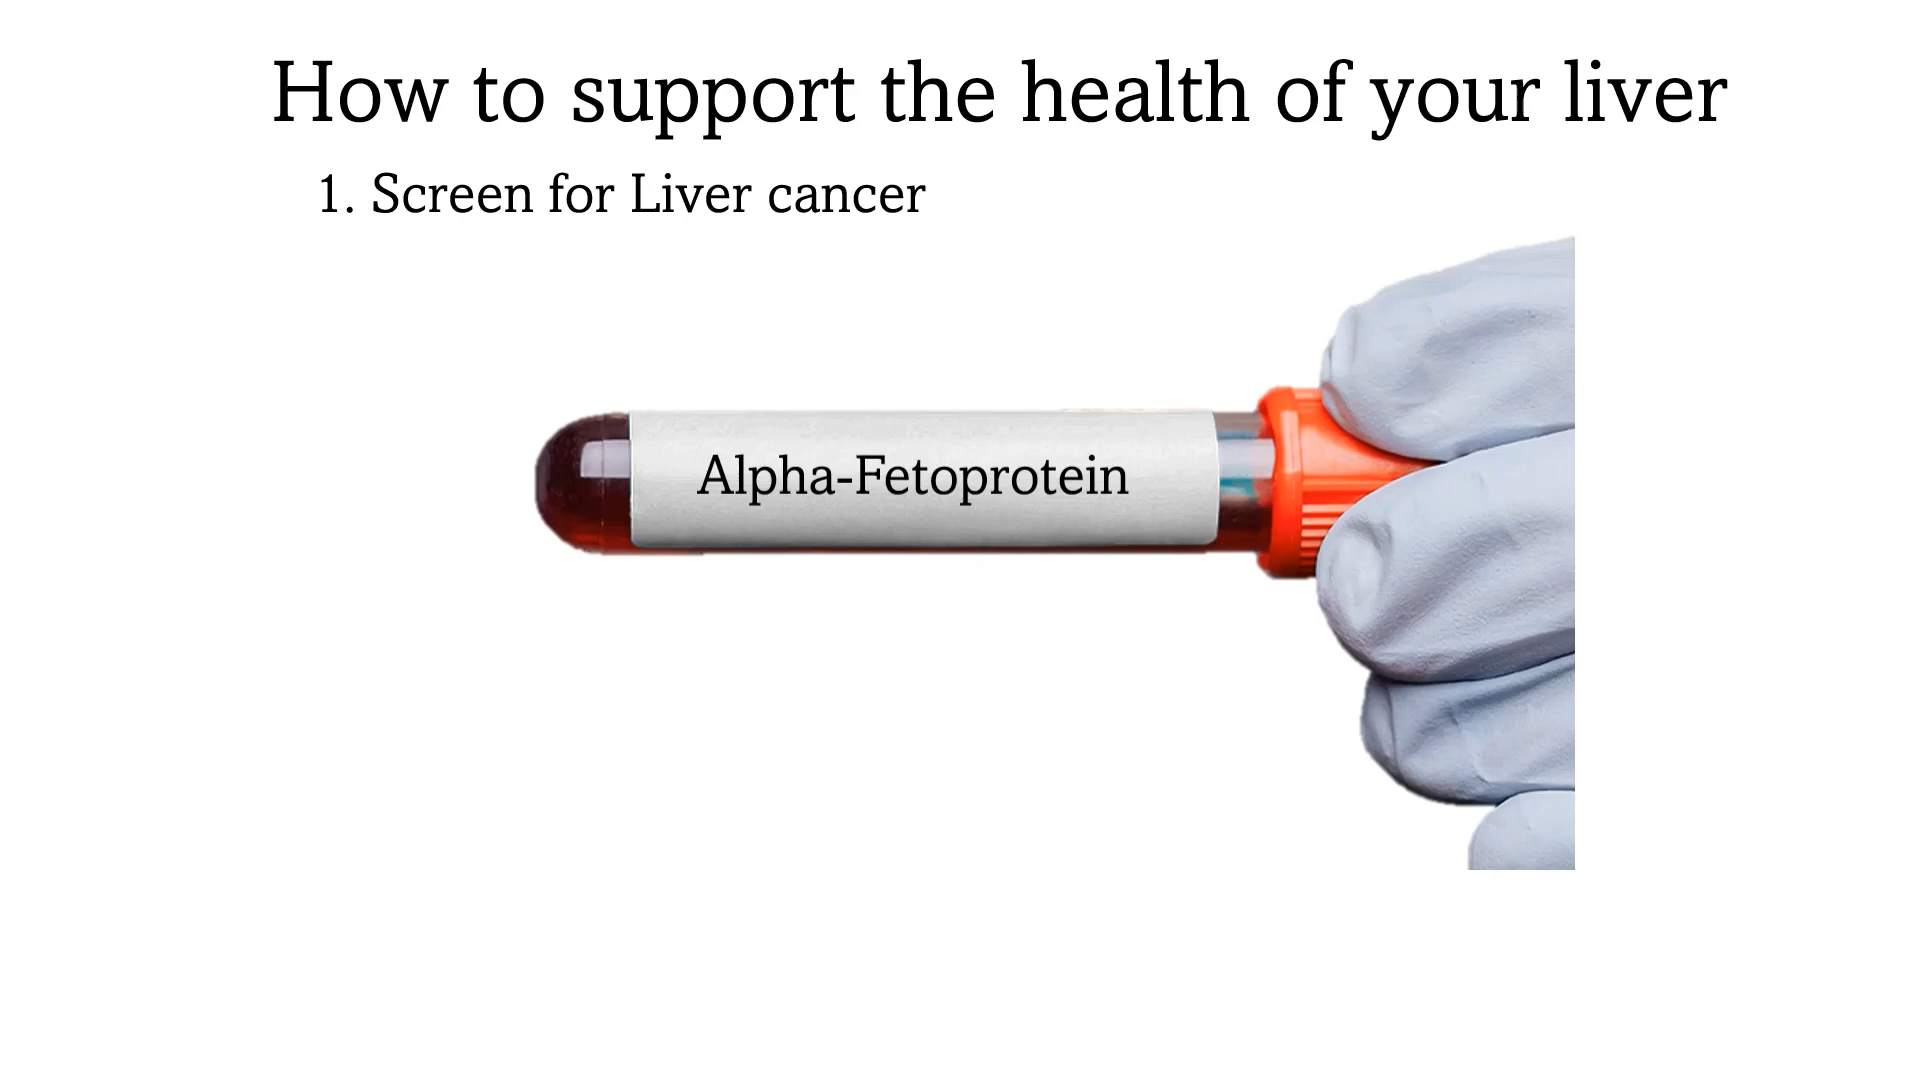 How to support the health of your liver
1. Screen for Liver cancer
Alpha-Fetoprotein